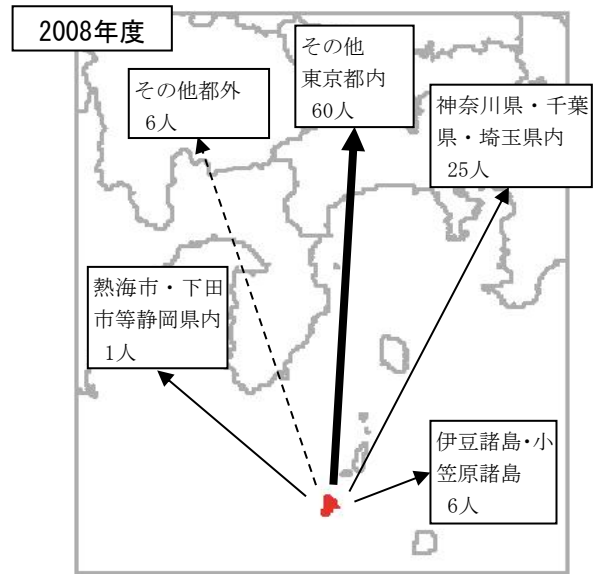 2008年度
その他
東京都内
60人
その他都外
6人
神奈川県・千葉
県・埼玉県内
25人
熱海市・下田
市等静岡県内
1人
伊豆諸島・小
笠原諸島
6人